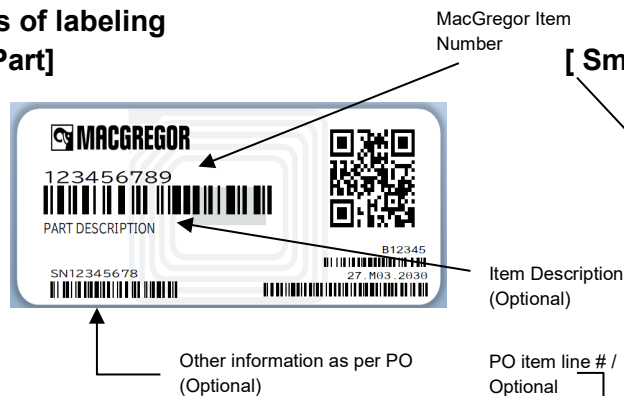 s of labeling
Part]
MacGregor Item
Number
[ Sm
MACGREGOR
123456789
PART DESCRIPTION
B12345
SN12345678
27.M03.2030
Item Description
(Optional)
Other information as per PO
(Optional)
PO item line # /
Optional